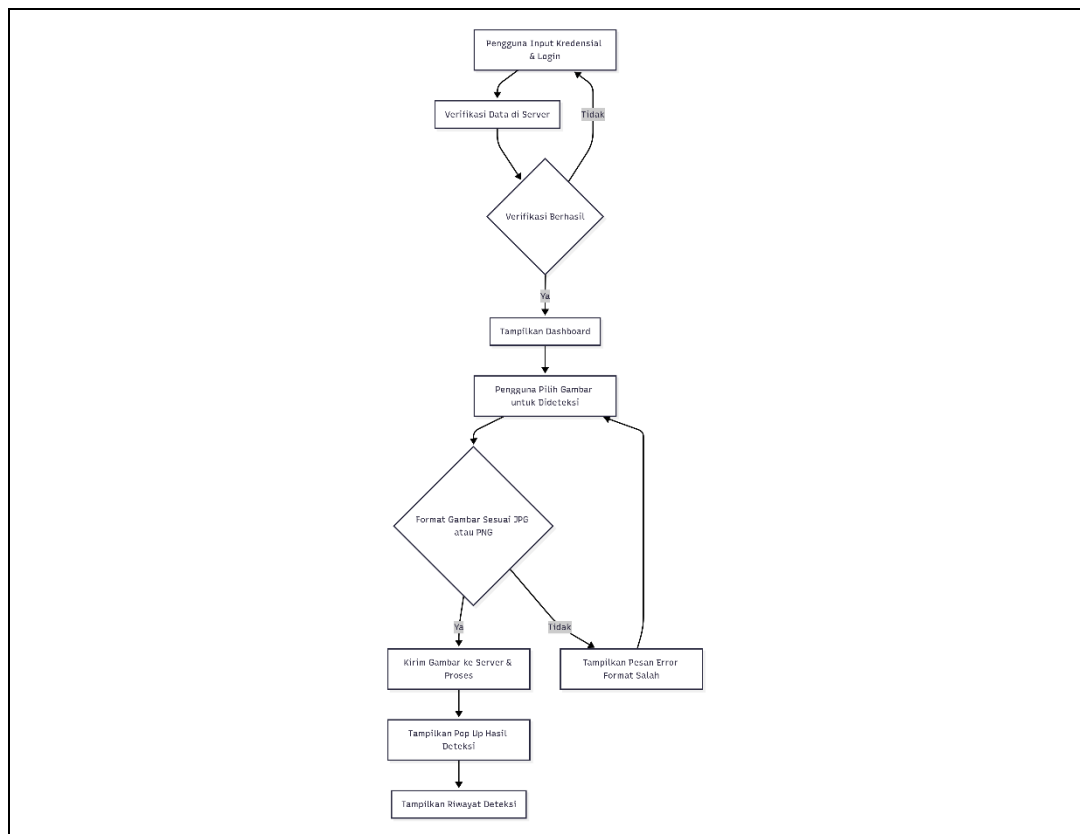 Pengguna Input Kredensial
& Login
Verifikasi Data di Server
Tidak
Verifikasi Berhasil
Ya
Tampilkan Dashboard
Pengguna Pilih Gambar
untuk Dideteksi
Format Gambar Sesuai JPG
atau PNG
Ya
Tidak
Kirim Gambar ke Server &
Proses
Tampilkan Pesan Error
Format Salah
Tampilkan Pop Up Hasil
Deteksi
Tampilkan Riwayat Deteksi